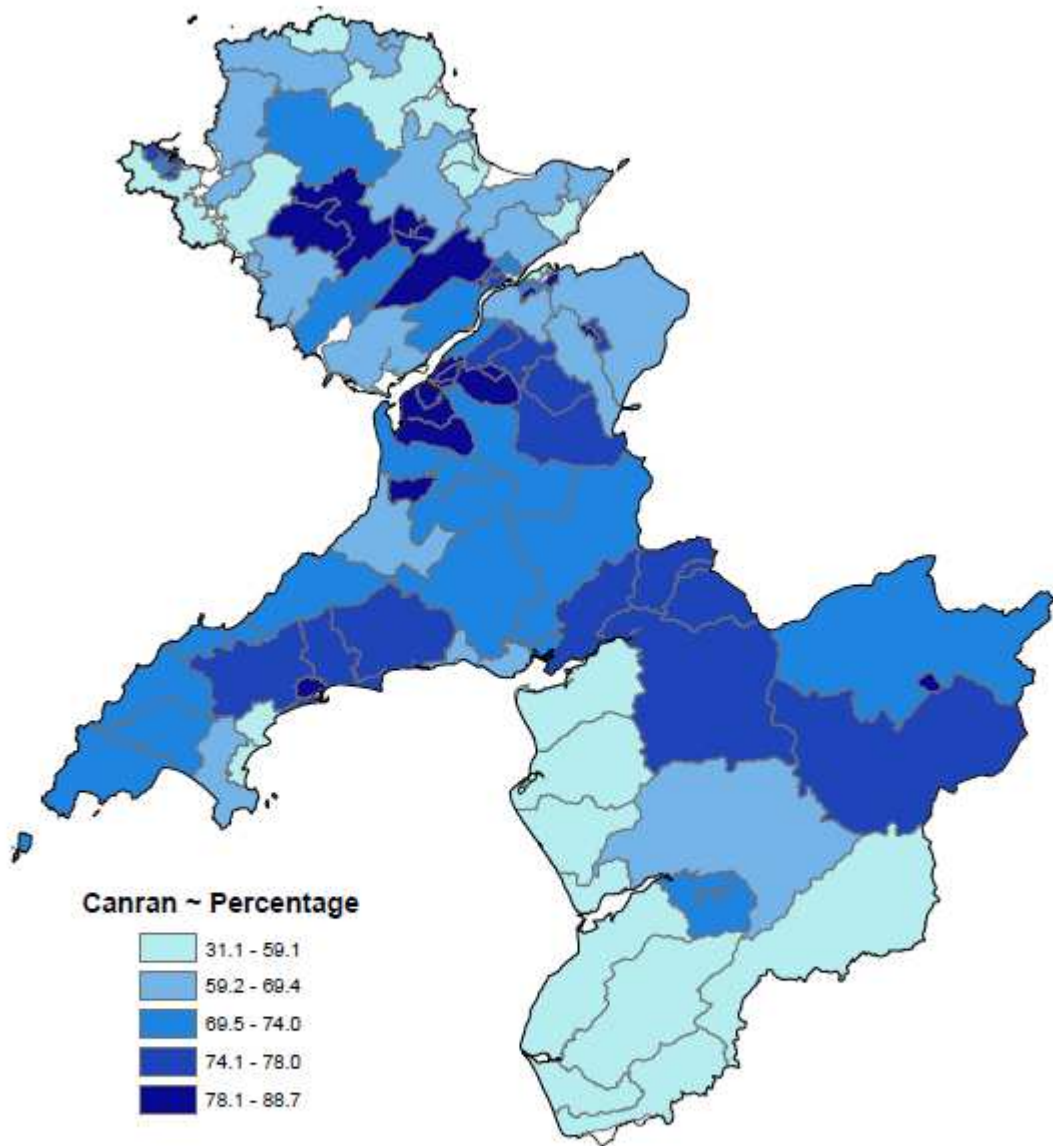 Canran ~ Percentage
31.1 - 59.1
59.2 - 69.4
69.5 - 74.0
74.1 - 78.0
78.1 - 88.7